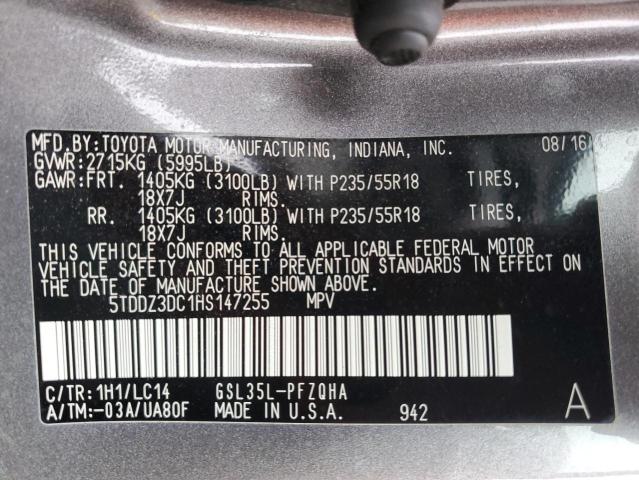 MFD.BY:TOYOTA MOTOR MANUFACTURING, INDIANA, INC. 08/16
GVWR:2715KG (5995LB)
GAWR:FRT. 1405KG (3100LB) WITH P235/55R18 TIRES,
18X7J RIMS.
RR. 1405KG (3100LB) WITH P235/55R18 TIRES,
18X7J RIMS.
THIS VEHICLE CONFORMS TO ALL APPLICABLE FEDERAL MOTOR
VEHICLE SAFETY AND THEFT PREVENTION STANDARDS IN EFFECT ON
THE DATE OF MANUFACTURE SHOWN ABOVE.
5TDDZ3DC1HS147255 MPV
C/TR:1H1/LC14 GSL35L-PFZQHA
A/TM:-03A/UA80F MADE IN U.S.A. 942 A